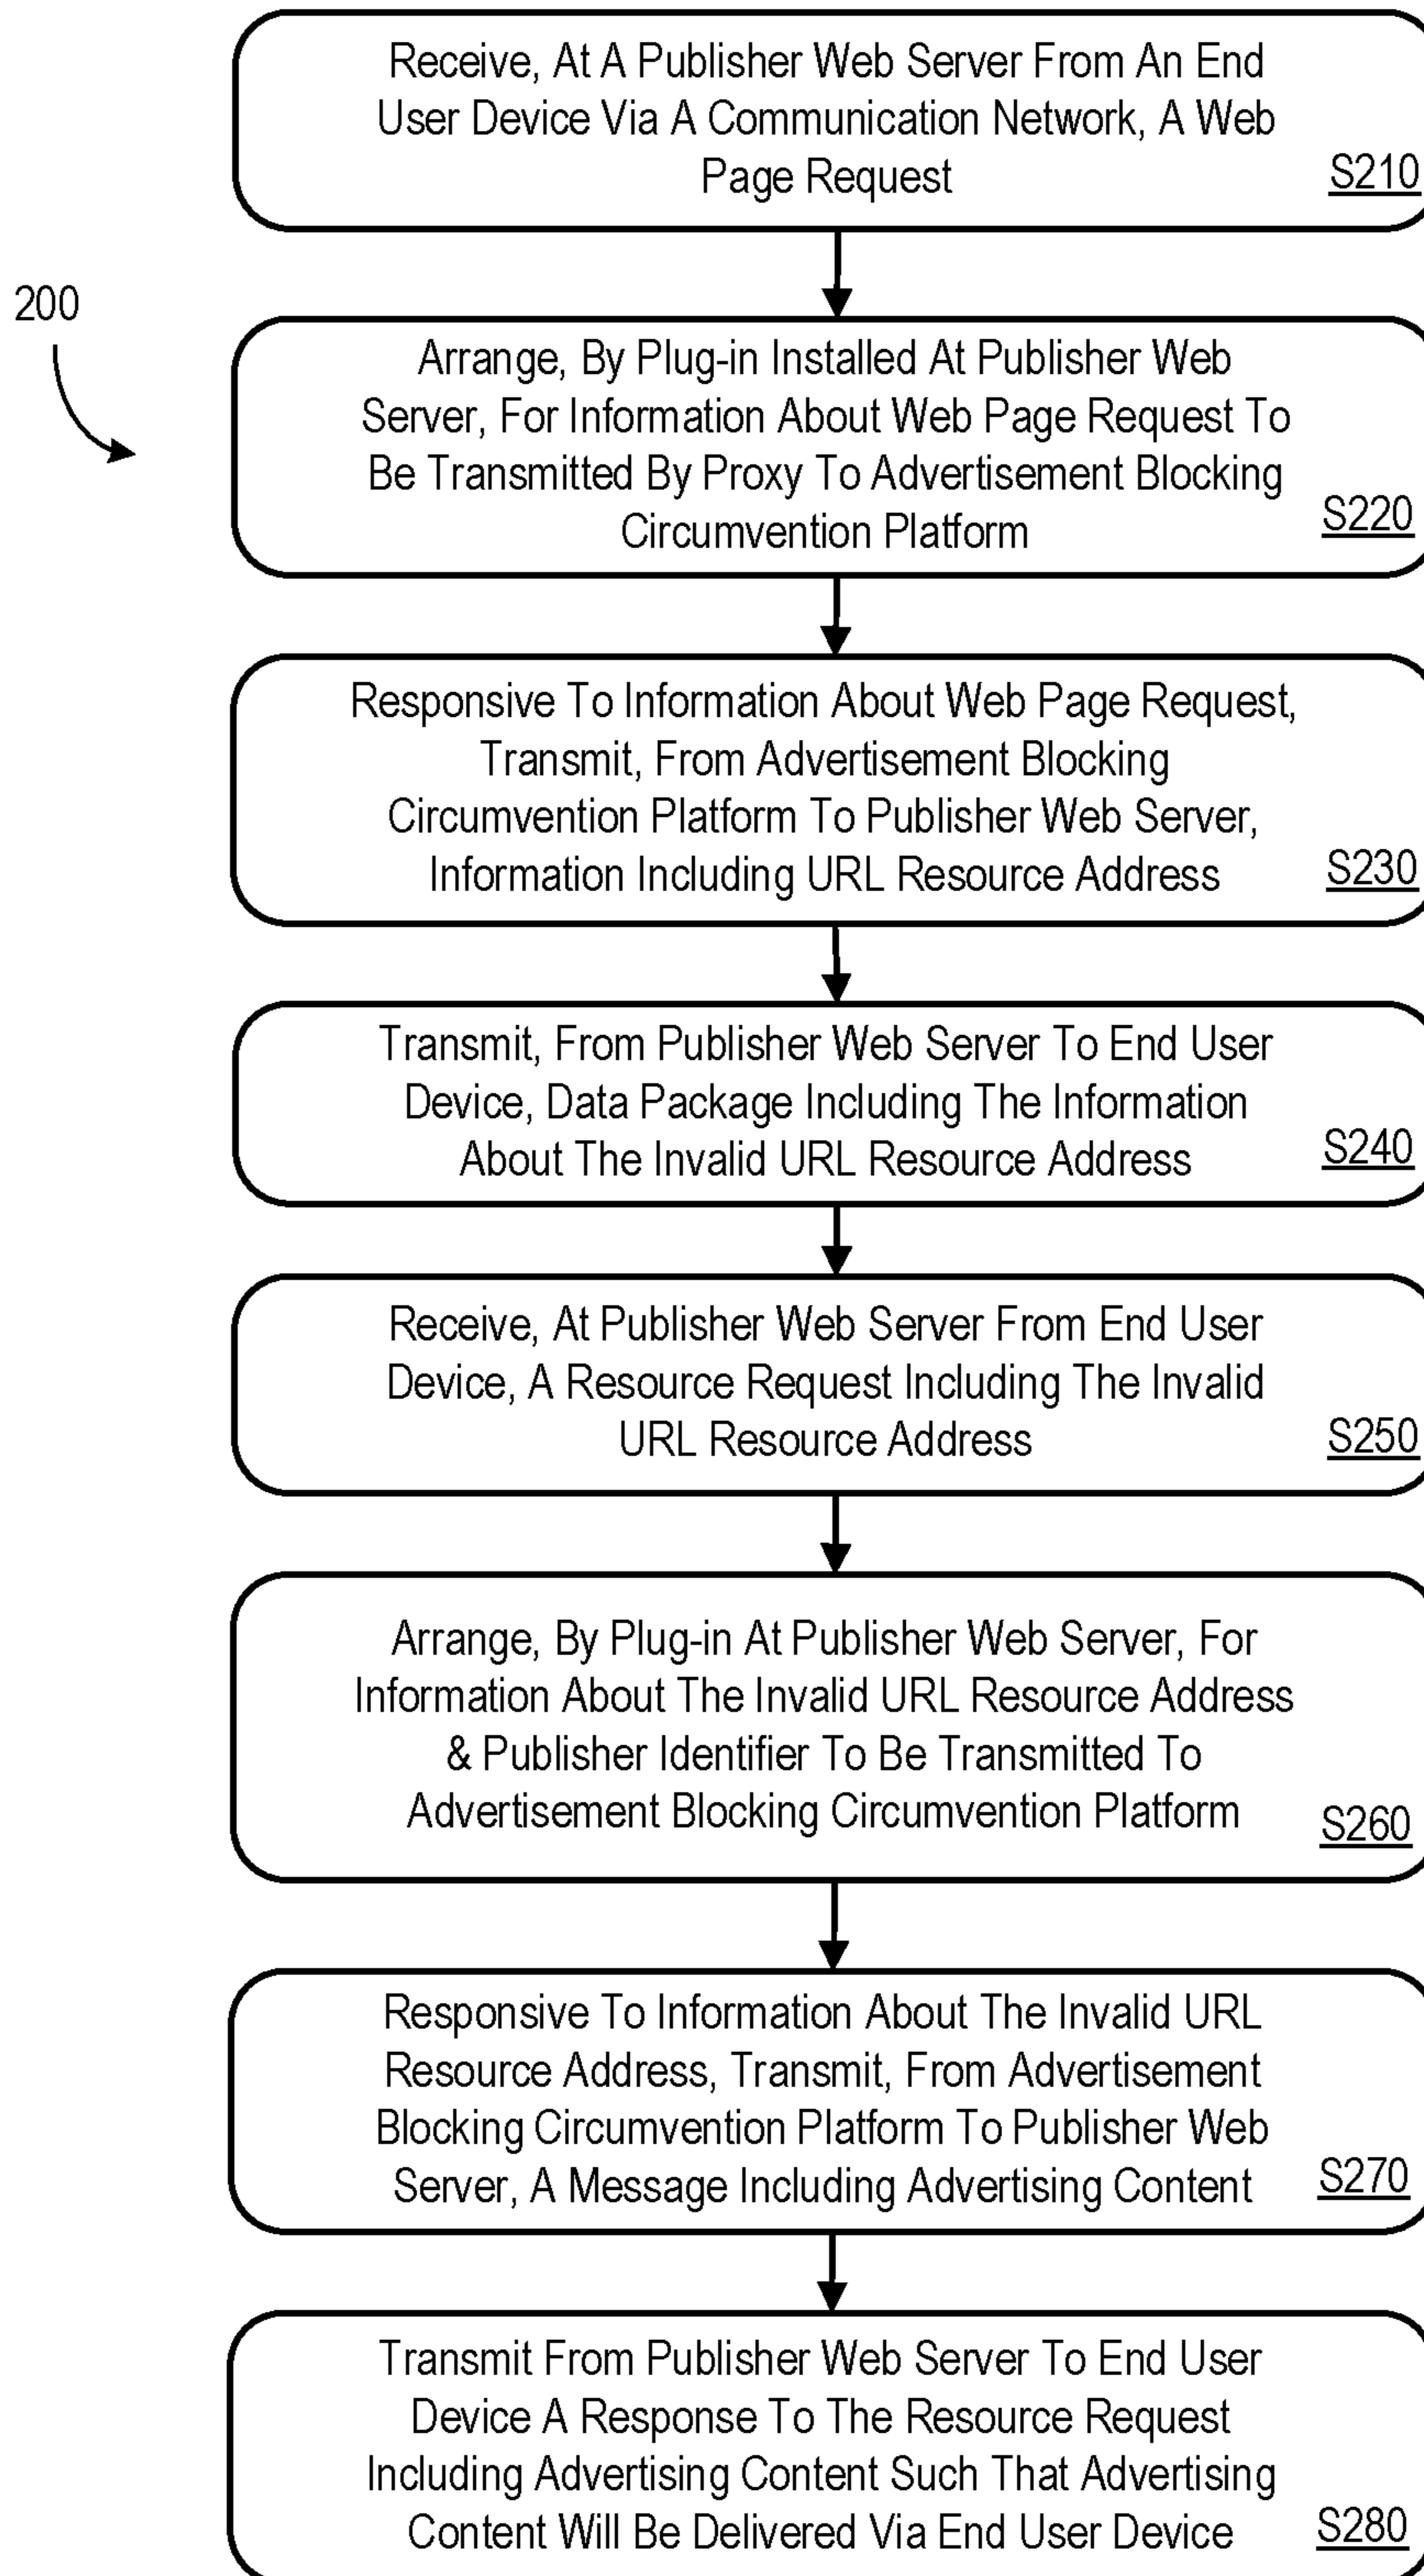 Receive, At A Publisher Web Server From An End
User Device Via A Communication Network, A Web
Page Request
S210
200
Arrange, By Plug-in Installed At Publisher Web
Server, For Information About Web Page Request To
Be Transmitted By Proxy To Advertisement Blocking
Circumvention Platform
S220
Responsive To Information About Web Page Request,
Transmit, From Advertisement Blocking
Circumvention Platform To Publisher Web Server,
Information Including URL Resource Address
S230
Transmit, From Publisher Web Server To End User
Device, Data Package Including The Information
About The Invalid URL Resource Address
S240
Receive, At Publisher Web Server From End User
Device, A Resource Request Including The Invalid
URL Resource Address
S250
Arrange, By Plug-in At Publisher Web Server, For
Information About The Invalid URL Resource Address
& Publisher Identifier To Be Transmitted To
Advertisement Blocking Circumvention Platform
S260
Responsive To Information About The Invalid URL
Resource Address, Transmit, From Advertisement
Blocking Circumvention Platform To Publisher Web
Server, A Message Including Advertising Content
S270
Transmit From Publisher Web Server To End User
Device A Response To The Resource Request
Including Advertising Content Such That Advertising
Content Will Be Delivered Via End User Device
S280